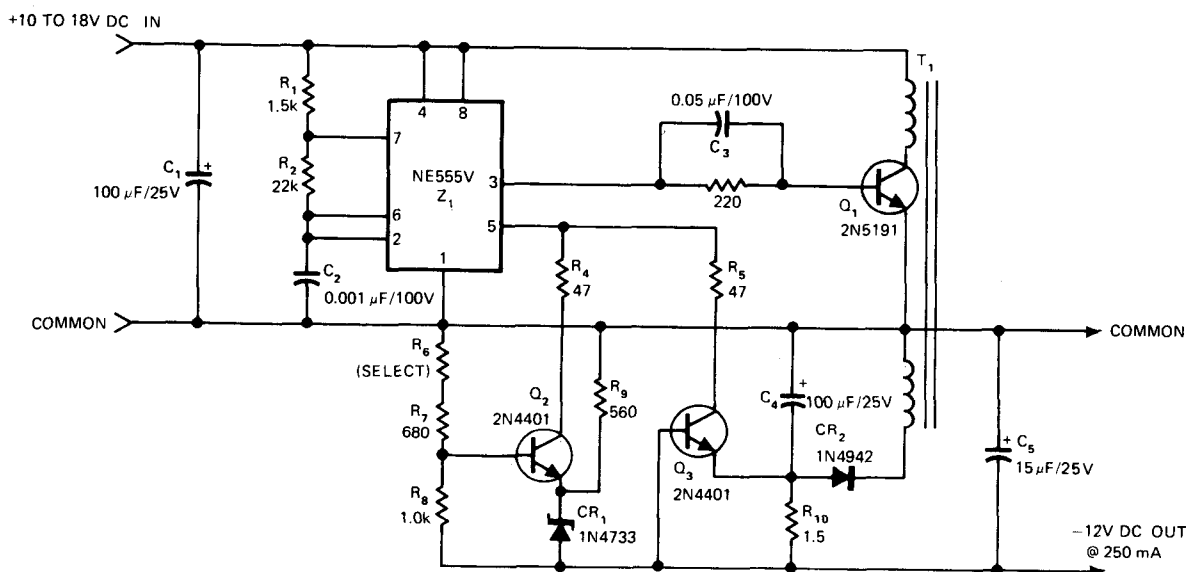 +10 TO 18V DC IN
T1
R1
1.5k
4
8
0.05 µF/100V
C3
7
C1
+
100 µF/25V
R2
22k
NE555V
Z1
3
220
Q1
2N5191
6
5
2
1
C2
0.001 µF/100V
R4
47
R5
47
COMMON
COMMON
R6
(SELECT)
R9
560
Q2
2N4401
C4
+
100 µF/25V
R7
680
CR2
1N4942
+
C5
15 µF/25V
Q3
2N4401
R8
1.0k
CR1
1N4733
R10
1.5
−12V DC OUT
@ 250 mA